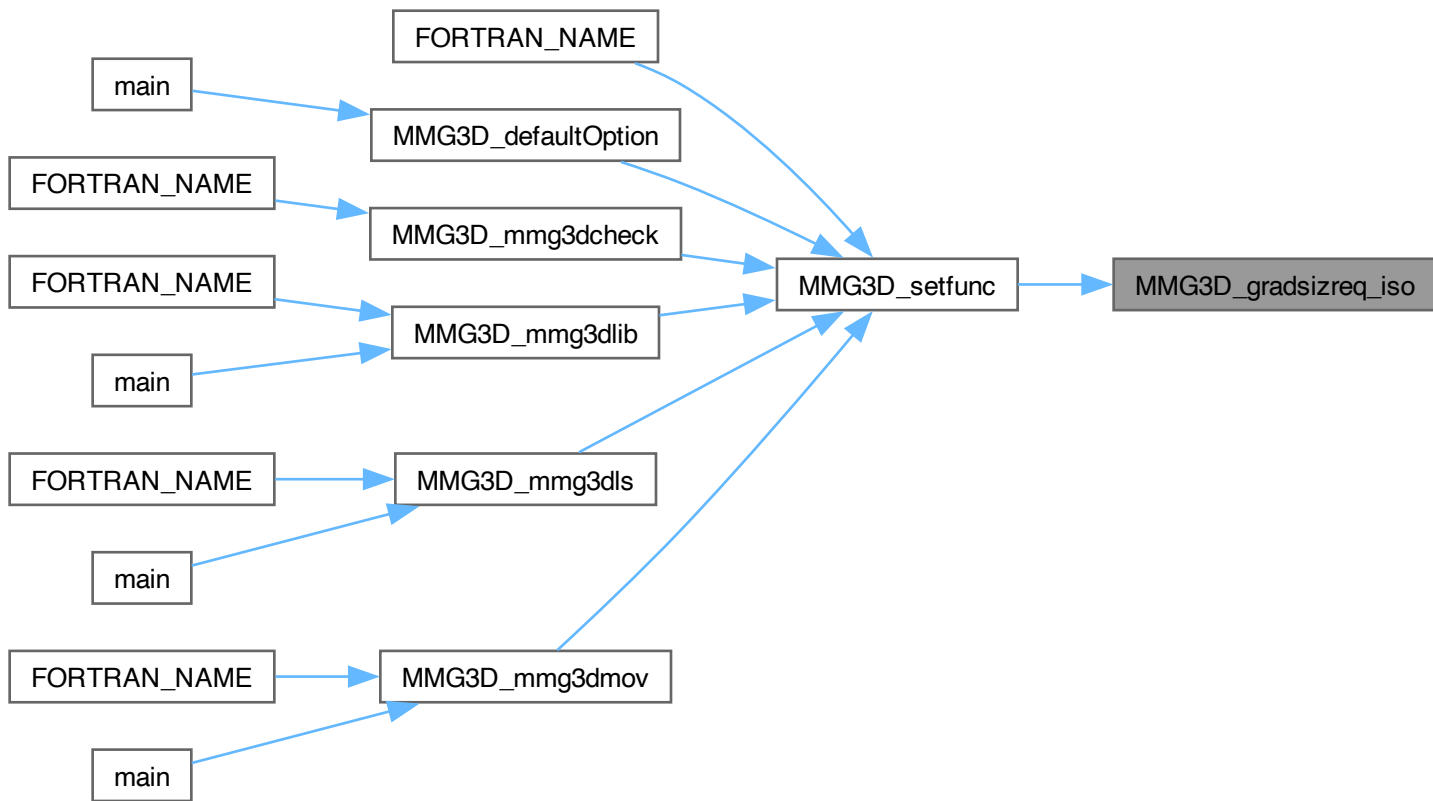 FORTRAN_NAME
main
MMG3D_defaultOption
FORTRAN_NAME
MMG3D_mmg3dcheck
FORTRAN_NAME
MMG3D_setfunc
MMG3D_gradsizreq_iso
MMG3D_mmg3dlib
main
FORTRAN_NAME
MMG3D_mmg3dls
main
FORTRAN_NAME
MMG3D_mmg3dmov
main